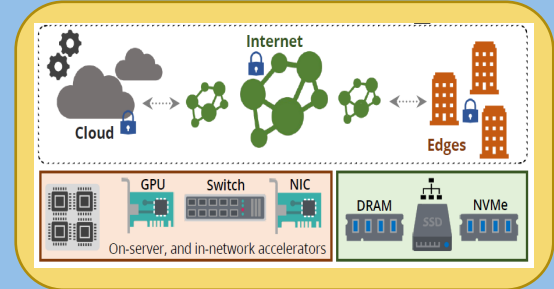 Internet
Cloud
Edges
GPU
Switch
NIC
On-server, and in-network accelerators
DRAM
SSD
NVMe